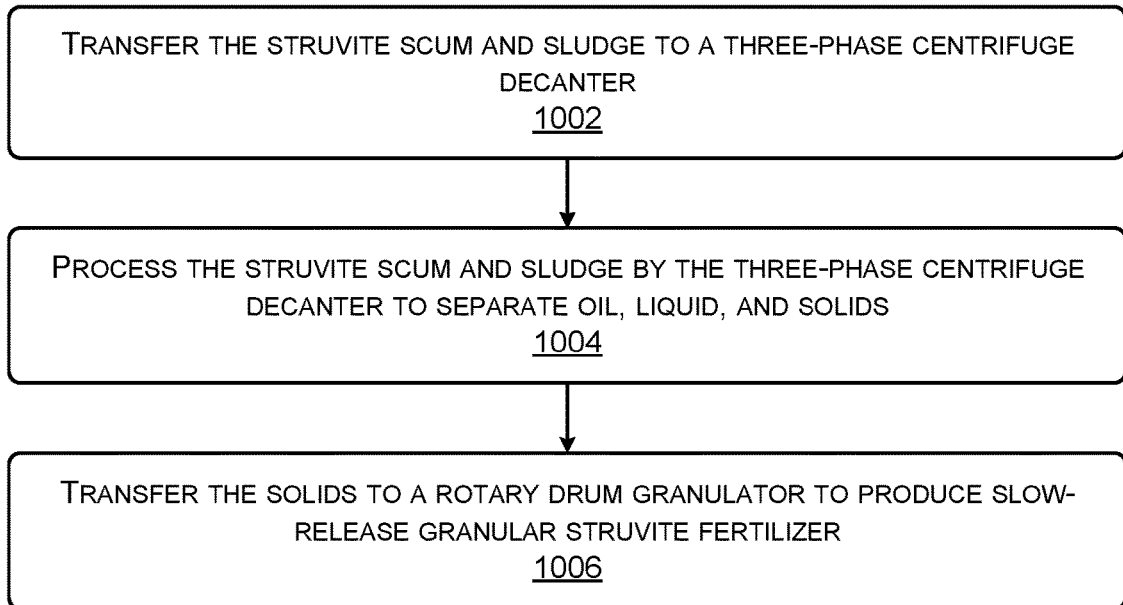 TRANSFER THE STRUVITE SCUM AND SLUDGE TO A THREE-PHASE CENTRIFUGE
DECANTER
1002
PROCESS THE STRUVITE SCUM AND SLUDGE BY THE THREE-PHASE CENTRIFUGE
DECANTER TO SEPARATE OIL, LIQUID, AND SOLIDS
1004
TRANSFER THE SOLIDS TO A ROTARY DRUM GRANULATOR TO PRODUCE SLOW-
RELEASE GRANULAR STRUVITE FERTILIZER
1006